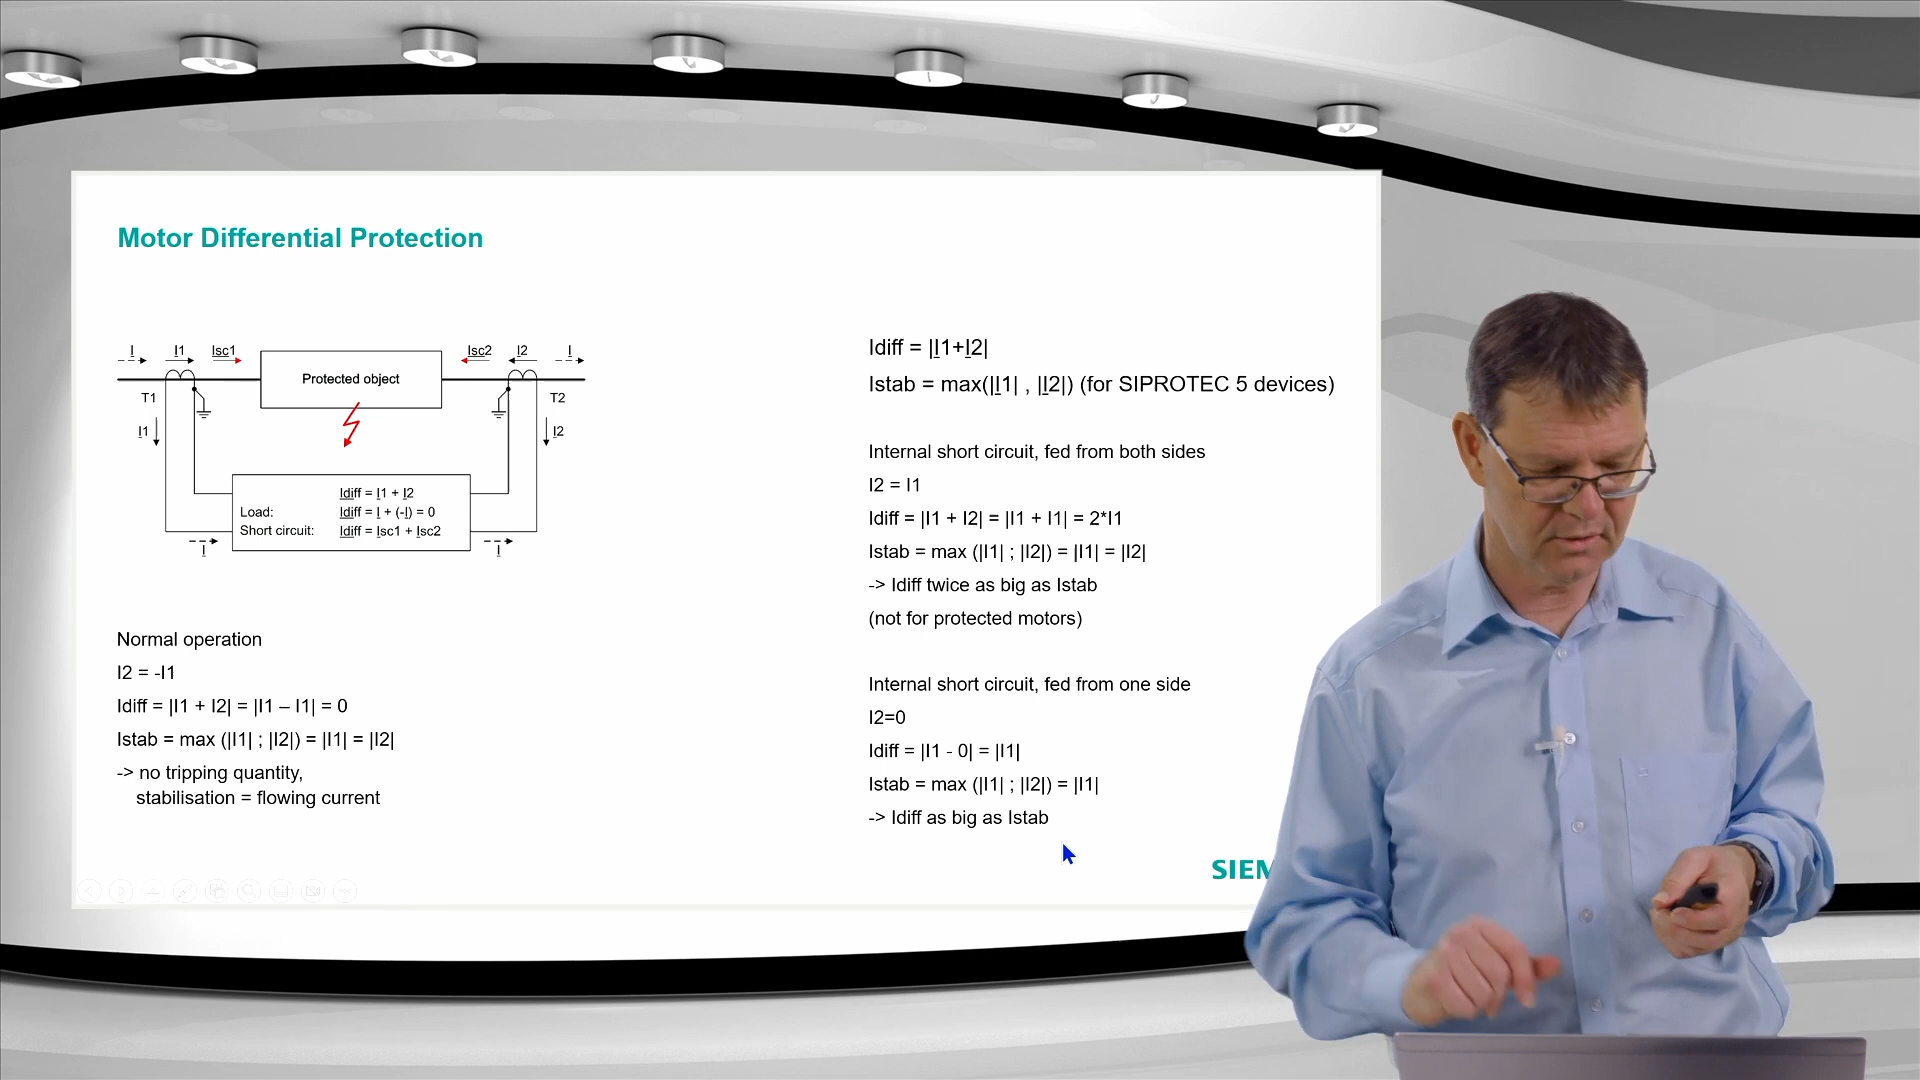 Motor Differential Protection
I I1 Isc1 Isc2 I2 I
Protected object
T1 T2
I1 I2
Idiff = I1 + I2
Load: Idiff = I + (-I) = 0
Short circuit: Idiff = Isc1 + Isc2
I I
Normal operation
I2 = -I1
Idiff = |I1 + I2| = |I1 – I1| = 0
Istab = max (|I1| ; |I2|) = |I1| = |I2|
-> no tripping quantity,
stabilisation = flowing current
Idiff = |I1+I2|
Istab = max(|I1| , |I2|) (for SIPROTEC 5 devices)
Internal short circuit, fed from both sides
I2 = I1
Idiff = |I1 + I2| = |I1 + I1| = 2*I1
Istab = max (|I1| ; |I2|) = |I1| = |I2|
-> Idiff twice as big as Istab
(not for protected motors)
Internal short circuit, fed from one side
I2=0
Idiff = |I1 - 0| = |I1|
Istab = max (|I1| ; |I2|) = |I1|
-> Idiff as big as Istab
SIEM